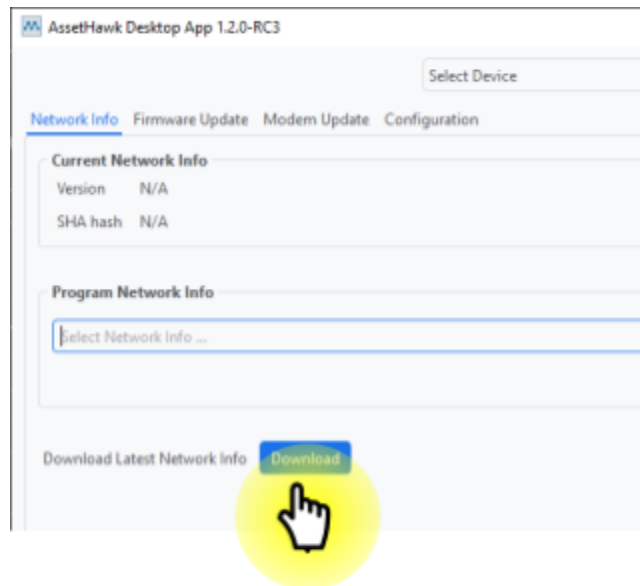 AssetHawk Desktop App 1.2.0-RC3
Select Device
Network Info Firmware Update Modem Update Configuration
Current Network Info
Version N/A
SHA hash N/A
Program Network Info
Select Network Info ...
Download Latest Network Info Download